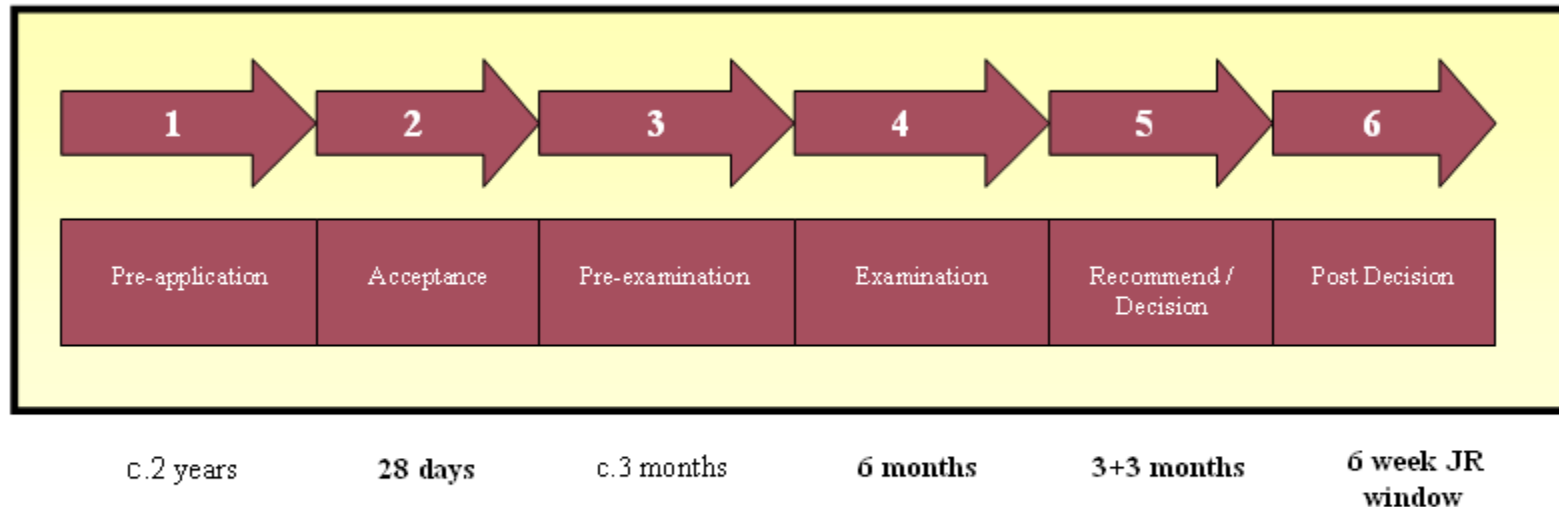 1 2 3 4 5 6
Pre-application Acceptance Pre-examination Examination Recommend / Post Decision
Decision
c.2 years 28 days c.3 months 6 months 3+3 months 6 week JR
window